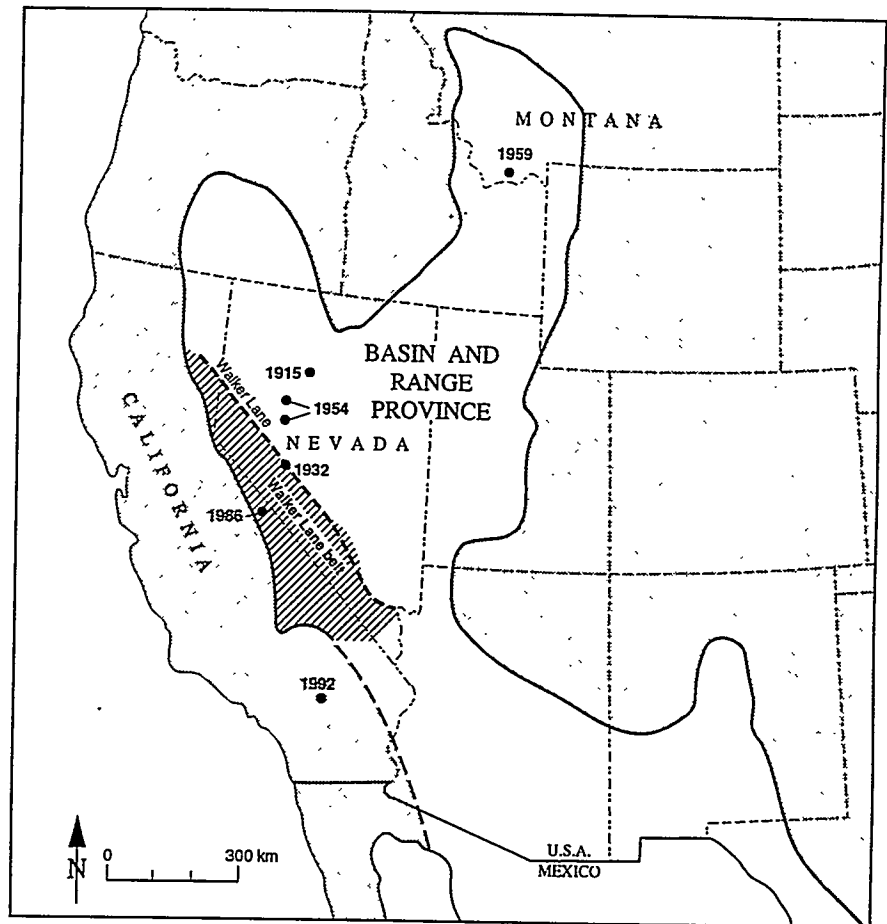 MONTANA
1959
BASIN AND
RANGE
PROVINCE
1915
Walker Lane
1954
NEVADA
CALIFORNIA
1932
Walker Lane belt
1986
1992
N
0 300 km
U.S.A.
MEXICO